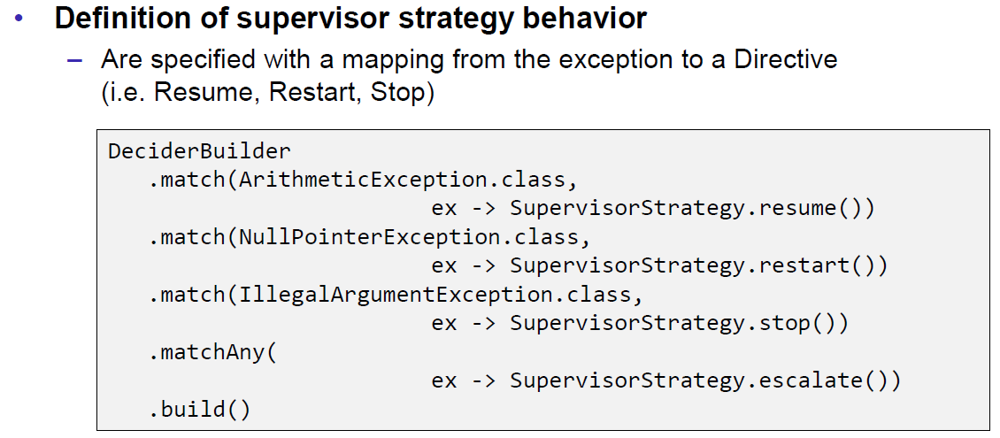 • Definition of supervisor strategy behavior
– Are specified with a mapping from the exception to a Directive
(i.e. Resume, Restart, Stop)
DeciderBuilder
.match(ArithmeticException.class,
ex -> SupervisorStrategy.resume())
.match(NullPointerException.class,
ex -> SupervisorStrategy.restart())
.match(IllegalArgumentException.class,
ex -> SupervisorStrategy.stop())
.matchAny(
ex -> SupervisorStrategy.escalate())
.build()